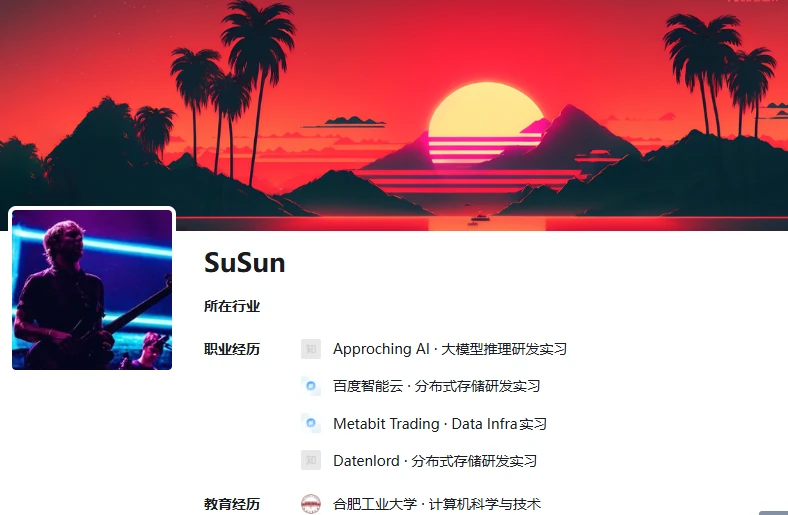 SuSun
所在行业
职业经历 Approching AI · 大模型推理研发实习
百度智能云 · 分布式存储研发实习
Metabit Trading · Data Infra实习
Datenlord · 分布式存储研发实习
教育经历 合肥工业大学 · 计算机科学与技术